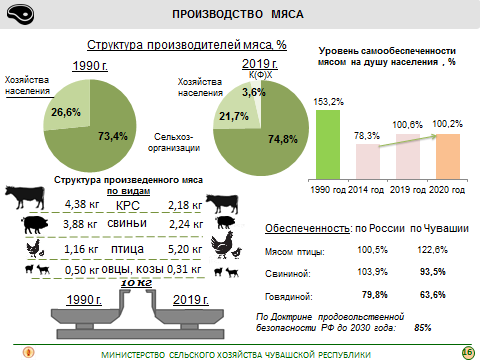 ПРОИЗВОДСТВО МЯСА
Структура производителей мяса, %
1990 г.
2019 г.
Хозяйства населения
26,6%
73,4%
Сельхоз-
организации
Хозяйства
населения
К(Ф)Х
3,6%
21,7%
74,8%
Уровень самообеспеченности
мясом на душу населения , %
153,2%
78,3%
100,6%
100,2%
1990 год 2014 год 2019 год 2020 год
Структура произведенного мяса
по видам
4,38 кг КРС 2,18 кг
3,88 кг свиньи 2,24 кг
1,16 кг птица 5,20 кг
0,50 кг овцы, козы 0,31 кг
10 кг
1990 г. 2019 г.
Обеспеченность: по России по Чувашии
Мясом птицы: 100,5% 122,6%
Свининой: 103,9% 93,5%
Говядиной: 79,8% 63,6%
По Доктрине продовольственной
безопасности РФ до 2030 года: 85%
МИНИСТЕРСТВО СЕЛЬСКОГО ХОЗЯЙСТВА ЧУВАШСКОЙ РЕСПУБЛИКИ
16